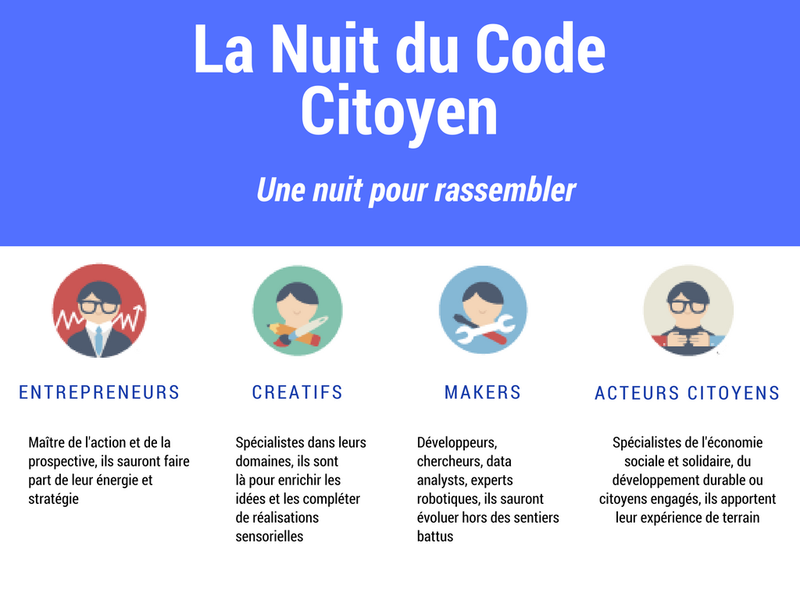 La Nuit du Code
Citoyen
Une nuit pour rassembler
ENTREPRENEURS
Maître de l'action et de la
prospective, ils sauront faire
part de leur énergie et
stratégie
CREATIFS
Spécialistes dans leurs
domaines, ils sont
là pour enrichir les
idées et les compléter
de réalisations
sensorielles
MAKERS
Développeurs,
chercheurs, data
analysts, experts
robotiques, ils sauront
évoluer hors des sentiers
battus
ACTEURS CITOYENS
Spécialistes de l'économie
sociale et solidaire, du
développement durable ou
citoyens engagés, ils apportent
leur expérience de terrain